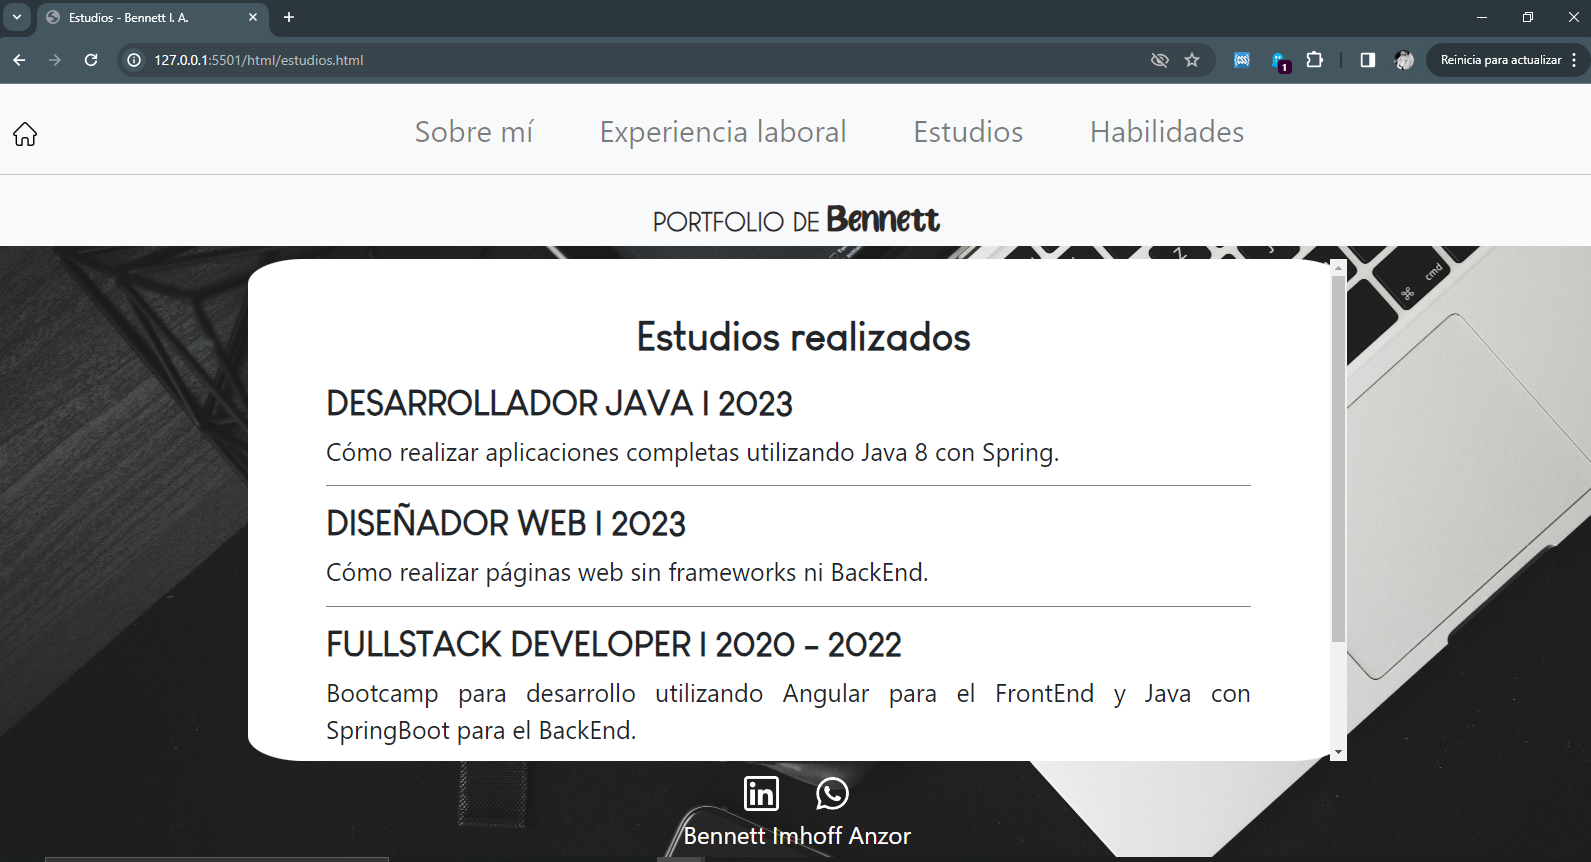 Estudios - Bennett I. A.
127.0.0.1:5501/html/estudios.html
1
Reinicia para actualizar
Sobre mí Experiencia laboral Estudios Habilidades
PORTFOLIO DE Bennett
Z
J
cmd
Estudios realizados
DESARROLLADOR JAVA | 2023
Cómo realizar aplicaciones completas utilizando Java 8 con Spring.
DISEÑADOR WEB | 2023
Cómo realizar páginas web sin frameworks ni BackEnd.
FULLSTACK DEVELOPER | 2020 - 2022
Bootcamp para desarrollo utilizando Angular para el FrontEnd y Java con
SpringBoot para el BackEnd.
in
Bennett Imhoff Anzor